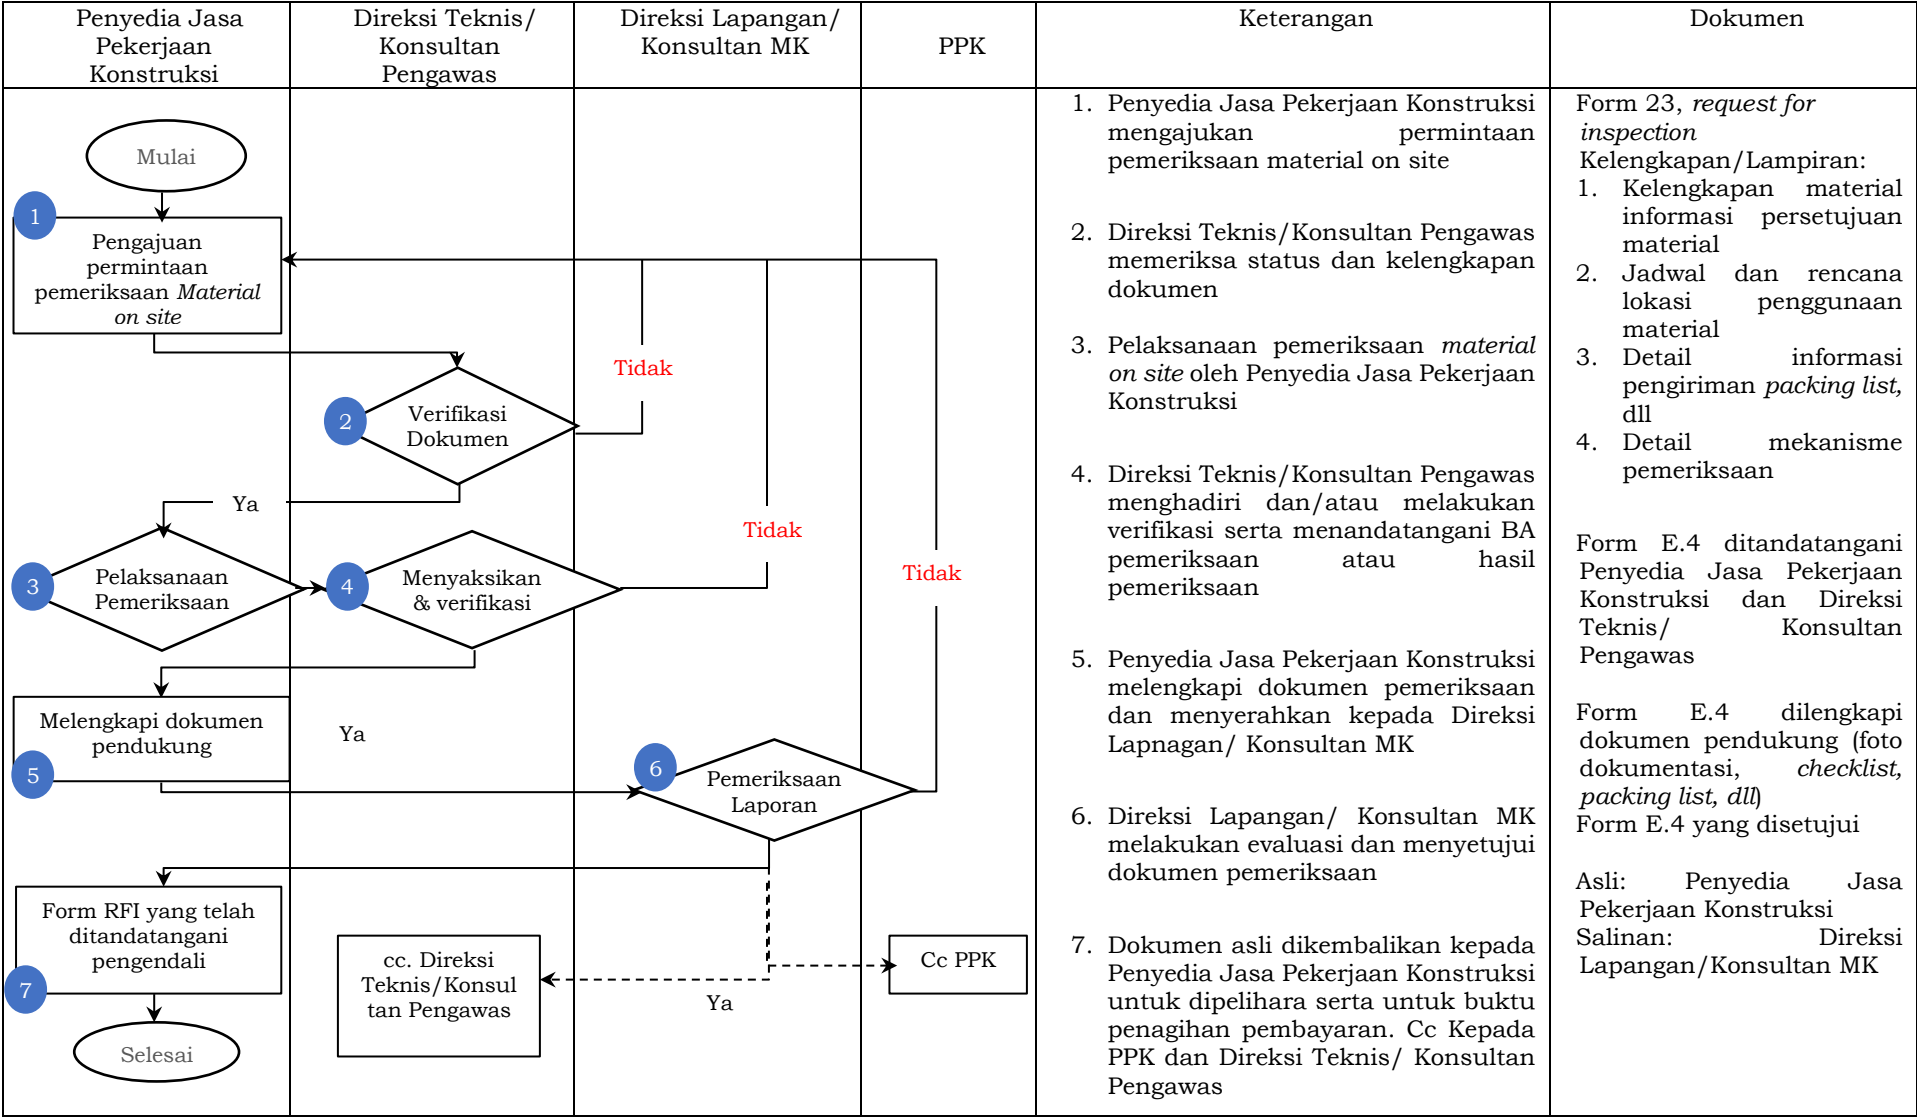 Penyedia Jasa
Pekerjaan
Konstruksi
Direksi Teknis/
Konsultan
Pengawas
Direksi Lapangan/
Konsultan MK
PPK
Keterangan
Dokumen
Mulai
1
Pengajuan
permintaan
pemeriksaan Material
on site
Tidak
2
Verifikasi
Dokumen
Ya
Tidak
Tidak
3
Pelaksanaan
Pemeriksaan
4
Menyaksikan
& verifikasi
Melengkapi dokumen
pendukung
5
Ya
6
Pemeriksaan
Laporan
Form RFI yang telah
ditandatangani
pengendali
7
cc. Direksi
Teknis/Konsul
tan Pengawas
Ya
Cc PPK
Selesai
1. Penyedia Jasa Pekerjaan Konstruksi
mengajukan permintaan
pemeriksaan material on site
2. Direksi Teknis/Konsultan Pengawas
memeriksa status dan kelengkapan
dokumen
3. Pelaksanaan pemeriksaan material
on site oleh Penyedia Jasa Pekerjaan
Konstruksi
4. Direksi Teknis/Konsultan Pengawas
menghadiri dan/atau melakukan
verifikasi serta menandatangani BA
pemeriksaan atau hasil
pemeriksaan
5. Penyedia Jasa Pekerjaan Konstruksi
melengkapi dokumen pemeriksaan
dan menyerahkan kepada Direksi
Lapnagan/ Konsultan MK
6. Direksi Lapangan/ Konsultan MK
melakukan evaluasi dan menyetujui
dokumen pemeriksaan
7. Dokumen asli dikembalikan kepada
Penyedia Jasa Pekerjaan Konstruksi
untuk dipelihara serta untuk buktu
penagihan pembayaran. Cc Kepada
PPK dan Direksi Teknis/ Konsultan
Pengawas
Form 23, request for
inspection
Kelengkapan/Lampiran:
1. Kelengkapan material
informasi persetujuan
material
2. Jadwal dan rencana
lokasi penggunaan
material
3. Detail informasi
pengiriman packing list,
dll
4. Detail mekanisme
pemeriksaan
Form E.4 ditandatangani
Penyedia Jasa Pekerjaan
Konstruksi dan Direksi
Teknis/ Konsultan
Pengawas
Form E.4 dilengkapi
dokumen pendukung (foto
dokumentasi, checklist,
packing list, dll)
Form E.4 yang disetujui
Asli: Penyedia Jasa
Pekerjaan Konstruksi
Salinan: Direksi
Lapangan/Konsultan MK